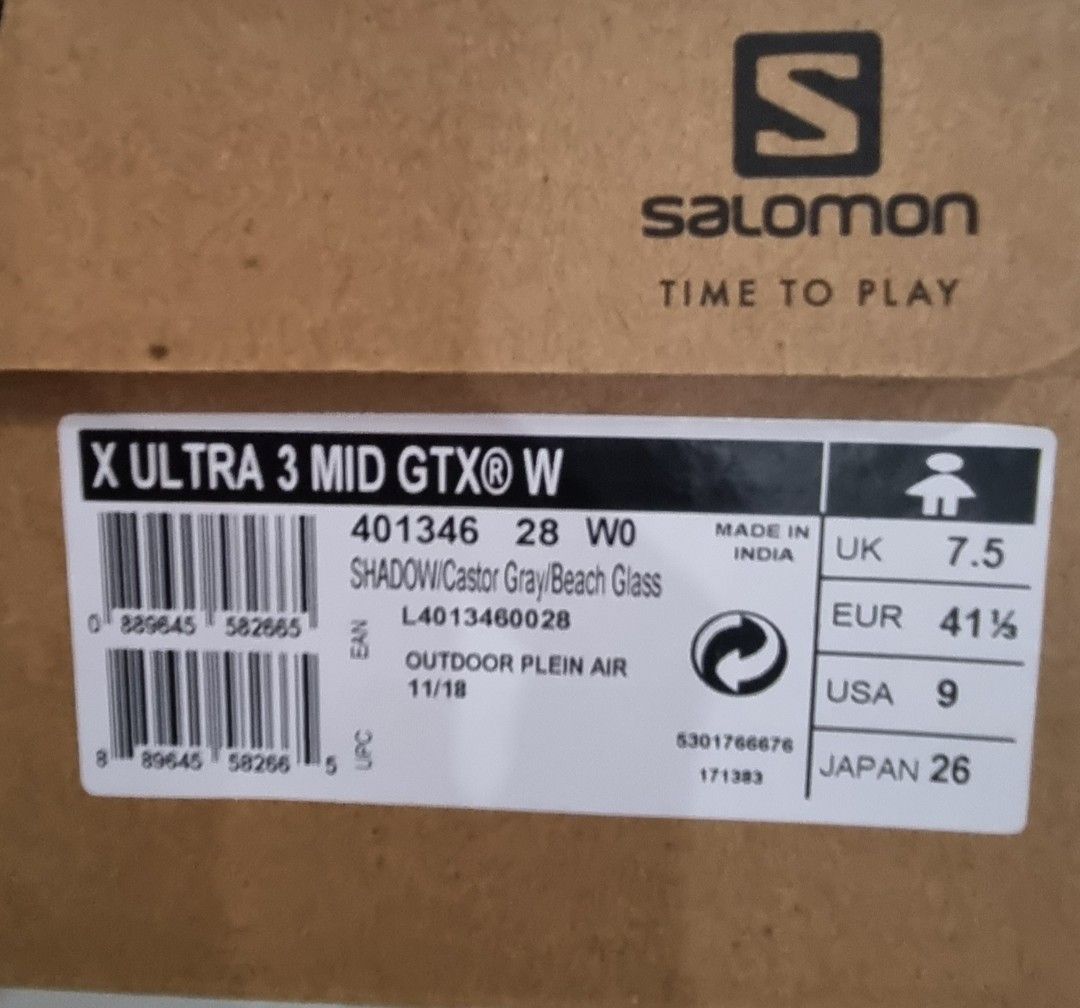 S
salomon
TIME TO PLAY
X ULTRA 3 MID GTX® W
401346 28 W0
MADE IN
INDIA
SHADOW/Castor Gray/Beach Glass
0 889645 582665
EAN
L4013460028
OUTDOOR PLEIN AIR
11/18
8 89645 58266 5
UPC
5301766676
171383
UK 7.5
EUR 41⅓
USA 9
JAPAN 26